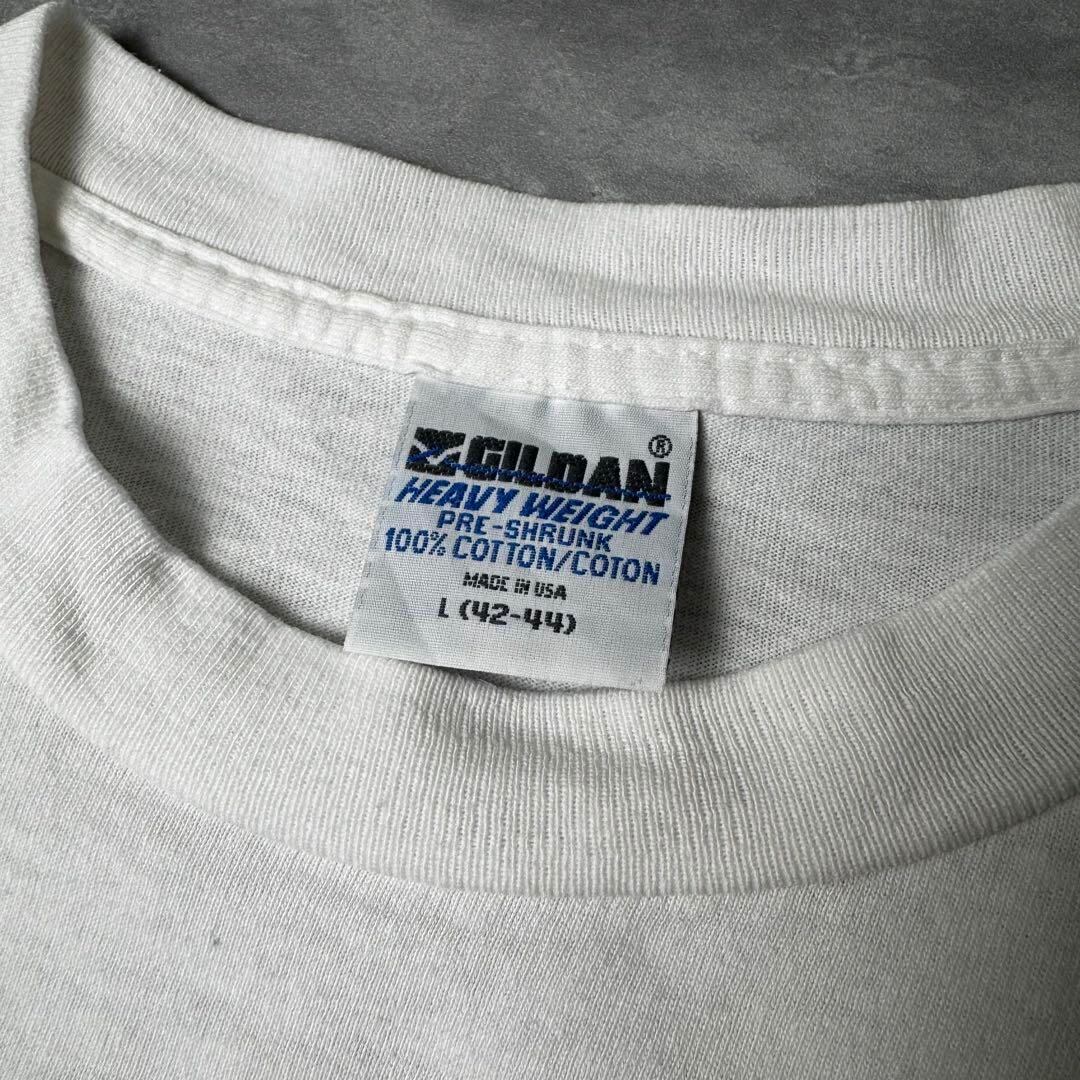 GILDAN®
HEAVY WEIGHT
PRE-SHRUNK
100% COTTON/COTON
MADE IN USA
L (42-44)